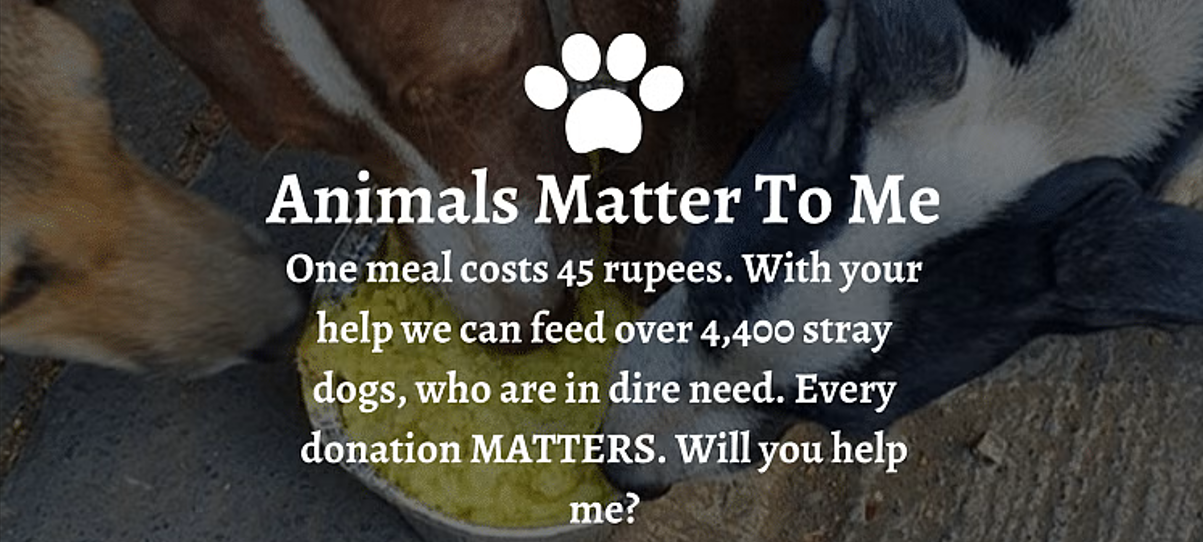 Animals Matter To Me
One meal costs 45 rupees. With your
help we can feed over 4,400 stray
dogs, who are in dire need. Every
donation MATTERS. Will you help
me?